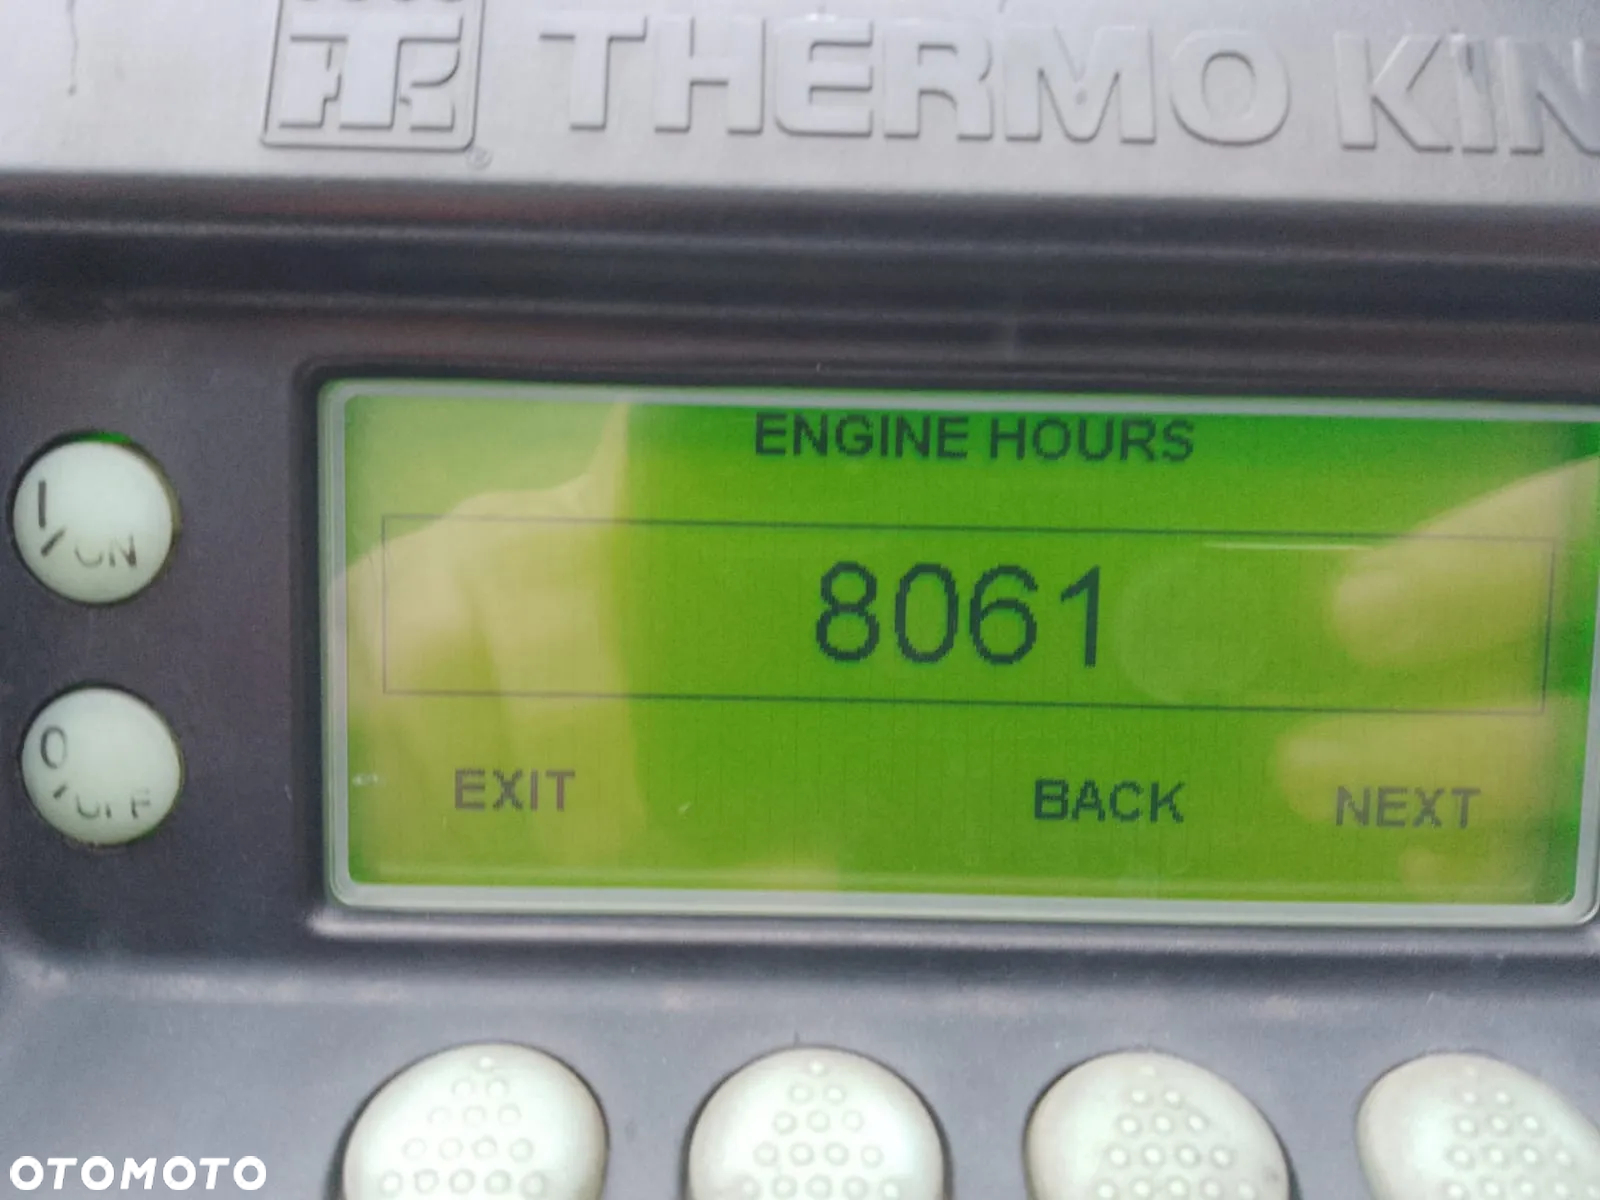 THERMO KIN
ENGINE HOURS
I/ON
8061
0/OFF
EXIT BACK NEXT
OTOMOTO